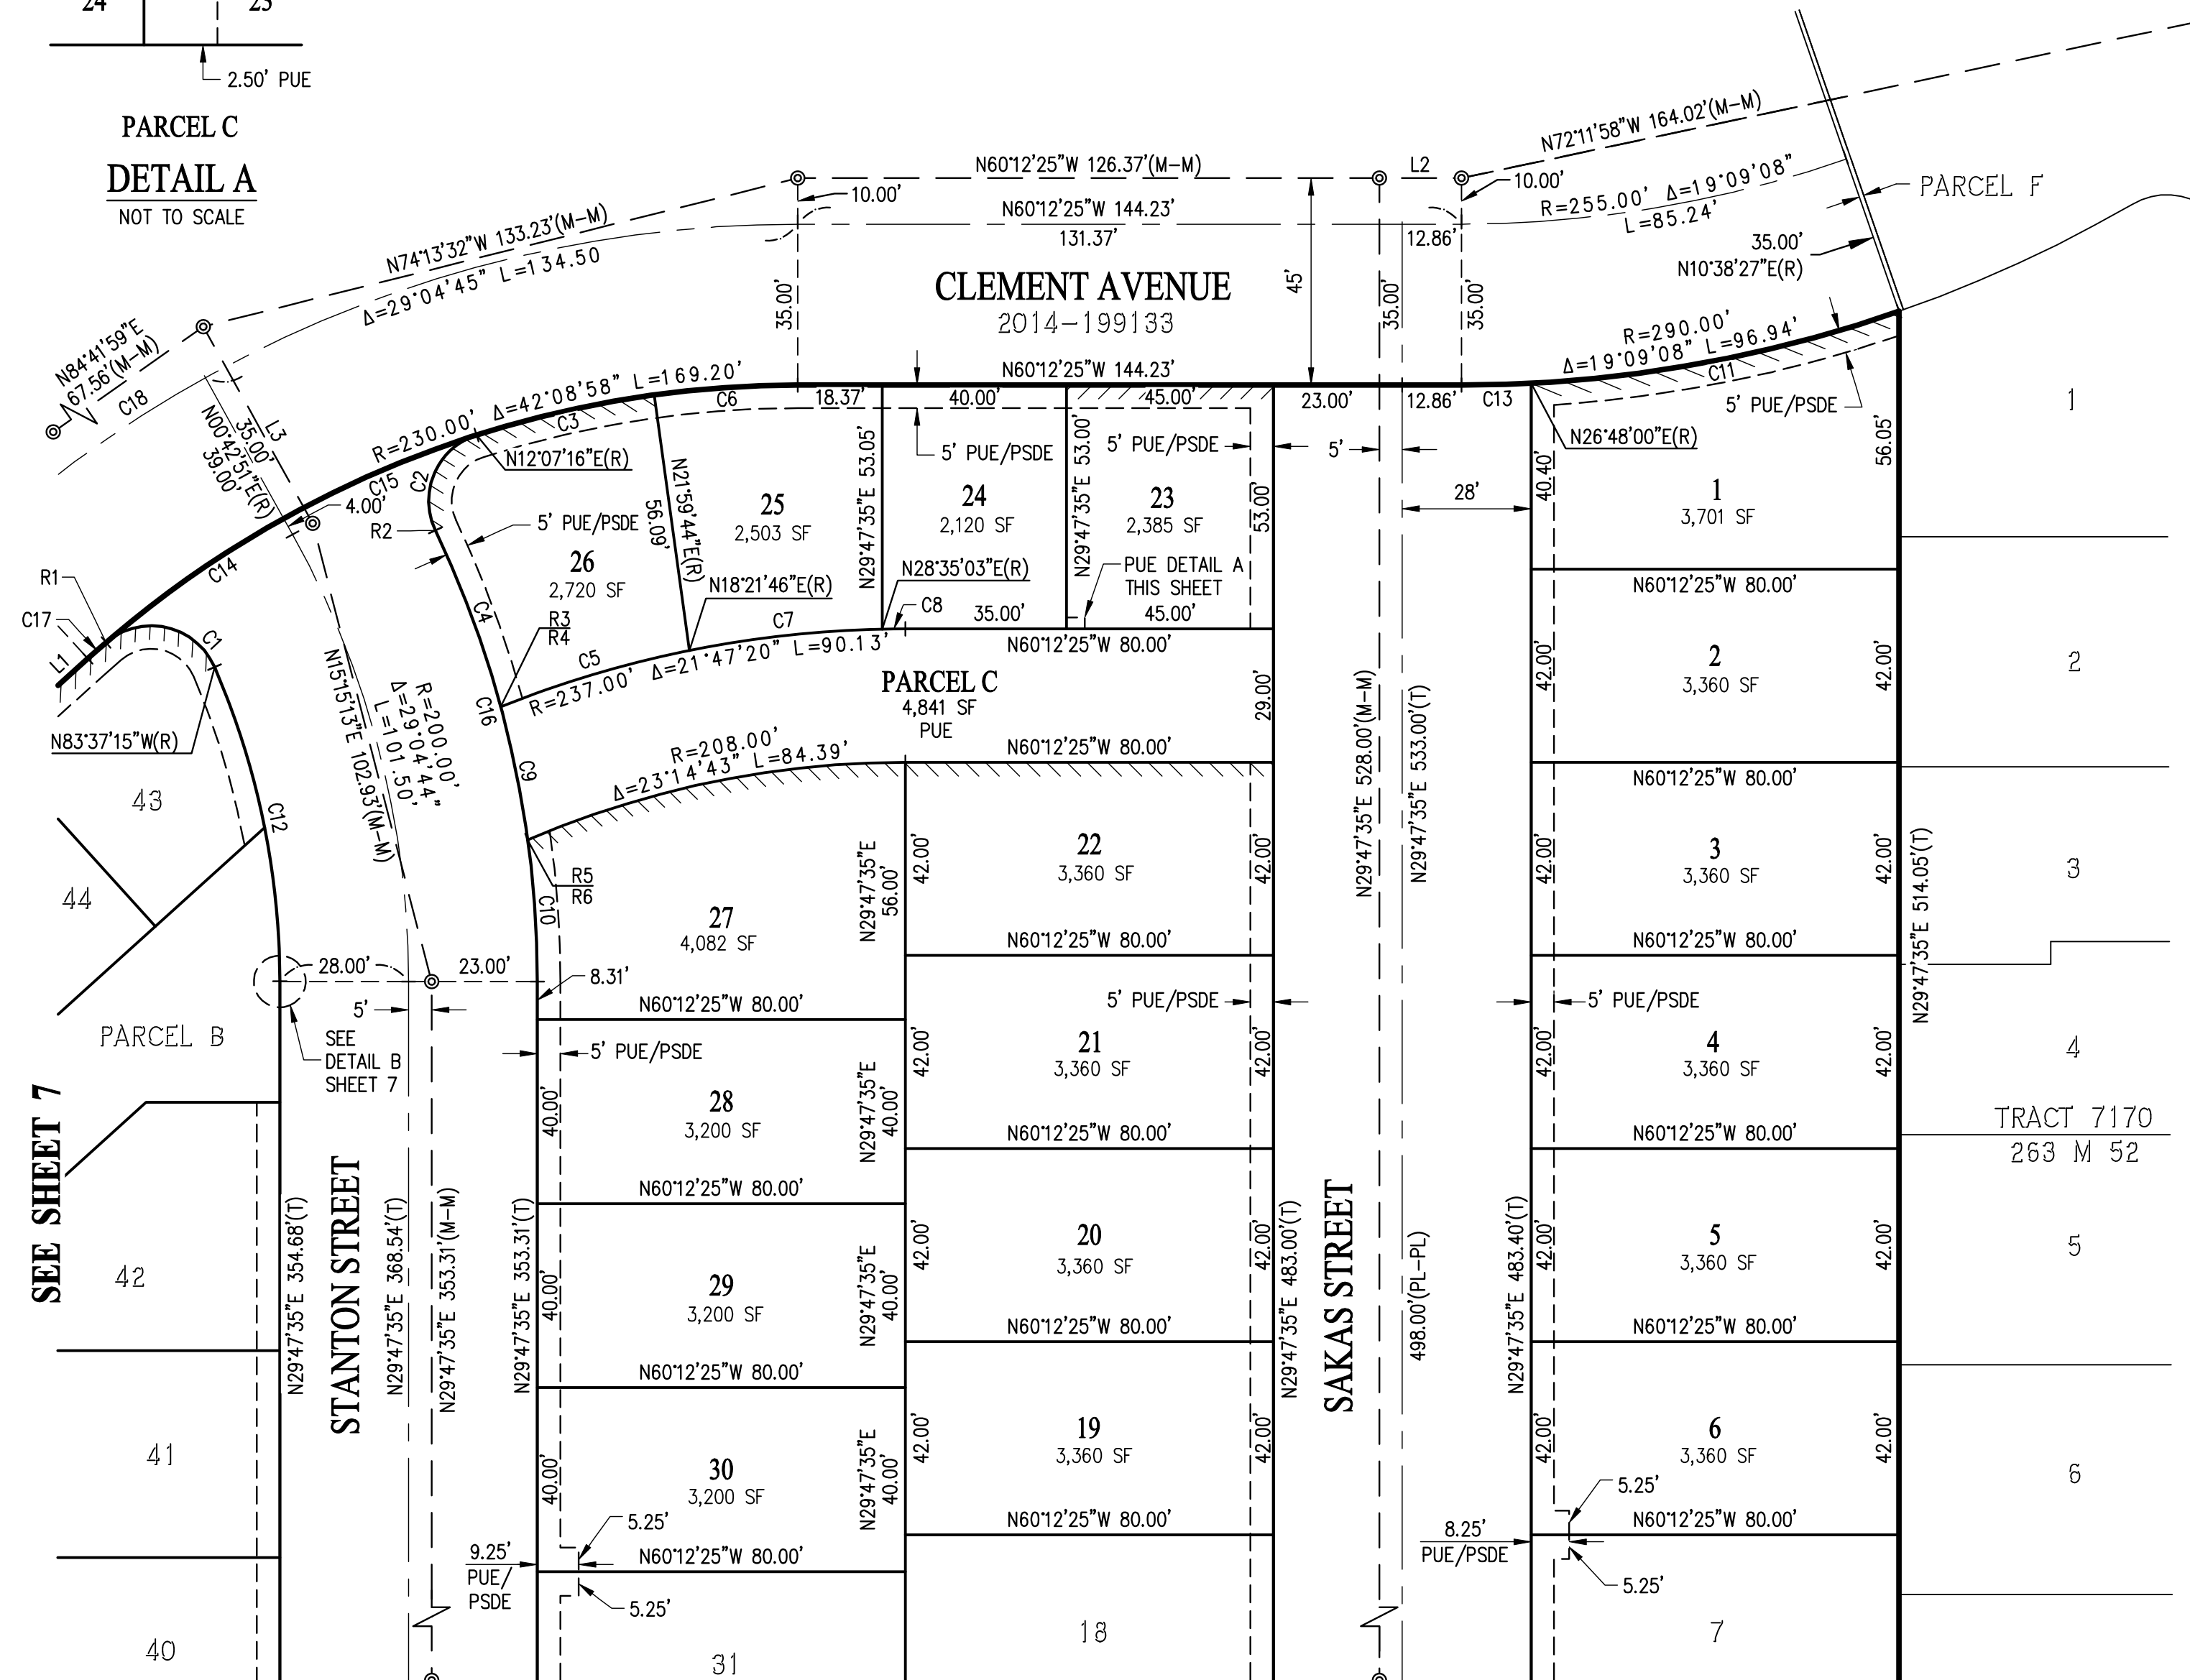 24
25
2.50' PUE
PARCEL C
DETAIL A
NOT TO SCALE
N60°12'25"W 126.37'(M-M)
L2
N72°11'58"W 164.02'(M-M)
10.00'
10.00'
N60°12'25"W 144.23'
131.37'
12.86'
R=255.00' Δ=19°09'08"
L=85.24'
PARCEL F
35.00'
N10°38'27"E(R)
N74°13'32"W 133.23'(M-M)
Δ=29°04'45" L=134.50
CLEMENT AVENUE
2014-199133
35.00'
45'
35.00'
35.00'
N84°41'59"E
67.56'(M-M)
C18
N00°42'51"E(R)
35.00'
39.00'
L3
R=230.00' Δ=42°08'58" L=169.20'
N60°12'25"W 144.23'
R=290.00'
Δ=19°09'08" L=96.94'
C11
C6
18.37'
40.00'
45.00'
23.00'
12.86'
C13
5' PUE/PSDE
C3
C2
C15
N12°07'16"E(R)
4.00'
R2
5' PUE/PSDE
26
2,720 SF
N21°59'44"E(R)
56.09'
25
2,503 SF
N29°47'35"E 53.05'
5' PUE/PSDE
24
2,120 SF
N29°47'35"E 53.00'
5' PUE/PSDE
23
2,385 SF
53.00'
5'
28'
N26°48'00"E(R)
40.40'
1
3,701 SF
56.05'
1
PUE DETAIL A
THIS SHEET
N18°21'46"E(R)
N28°35'03"E(R)
C8
35.00'
45.00'
C7
R1
C14
C17
L1
C1
C4
R3
R4
C5
R=237.00' Δ=21°47'20" L=90.13'
N60°12'25"W 80.00'
N60°12'25"W 80.00'
C16
PARCEL C
4,841 SF
PUE
29.00'
N15°15'13"E 102.93'(M-M)
R=200.00'
Δ=29°04'44"
L=101.50'
N83°37'15"W(R)
43
C12
C9
R=208.00'
Δ=23°14'43" L=84.39'
N60°12'25"W 80.00'
N29°47'35"E 528.00'(M-M)
N29°47'35"E 533.00'(T)
42.00'
2
3,360 SF
42.00'
2
N60°12'25"W 80.00'
44
R5
R6
C10
27
4,082 SF
N29°47'35"E
56.00'
42.00'
22
3,360 SF
42.00'
42.00'
3
3,360 SF
42.00'
N29°47'35"E 514.05'(T)
3
N60°12'25"W 80.00'
N60°12'25"W 80.00'
28.00'
23.00'
8.31'
5'
N60°12'25"W 80.00'
5' PUE/PSDE
5' PUE/PSDE
PARCEL B
SEE
DETAIL B
SHEET 7
5' PUE/PSDE
42.00'
21
3,360 SF
42.00'
42.00'
4
3,360 SF
42.00'
4
SEE SHEET 7
40.00'
28
3,200 SF
N29°47'35"E
40.00'
N60°12'25"W 80.00'
N60°12'25"W 80.00'
TRACT 7170
263 M 52
N60°12'25"W 80.00'
42
N29°47'35"E 354.68'(T)
STANTON STREET
N29°47'35"E 368.54'(T)
N29°47'35"E 353.31'(M-M)
N29°47'35"E 353.31'(T)
40.00'
29
3,200 SF
N29°47'35"E
40.00'
42.00'
20
3,360 SF
42.00'
N29°47'35"E 483.00'(T)
SAKAS STREET
498.00'(PL-PL)
N29°47'35"E 483.40'(T)
42.00'
5
3,360 SF
42.00'
5
N60°12'25"W 80.00'
N60°12'25"W 80.00'
N60°12'25"W 80.00'
41
40.00'
30
3,200 SF
N29°47'35"E
40.00'
42.00'
19
3,360 SF
42.00'
42.00'
6
3,360 SF
42.00'
6
5.25'
5.25'
N60°12'25"W 80.00'
N60°12'25"W 80.00'
N60°12'25"W 80.00'
9.25'
PUE/
PSDE
8.25'
PUE/PSDE
5.25'
5.25'
40
31
18
7